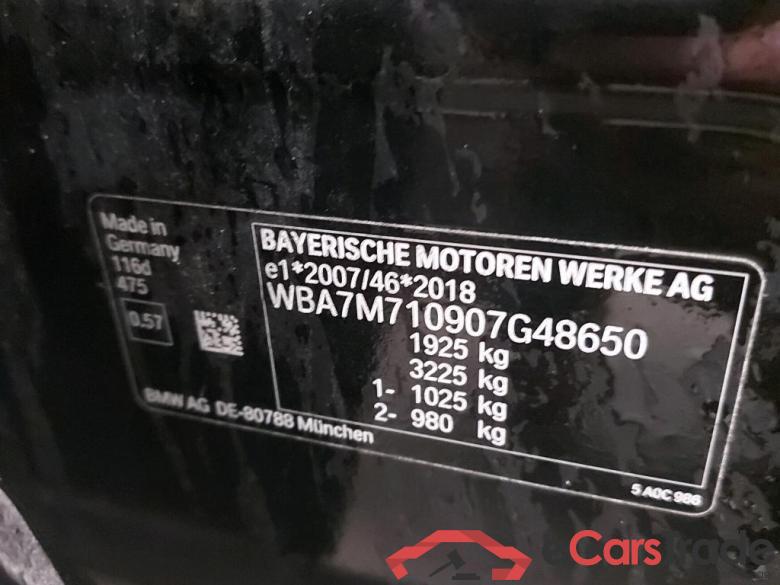 Made in
Germany
116d
475
0.57
BAYERISCHE MOTOREN WERKE AG
e1*2007/46*2018
WBA7M710907G48650
1925 kg
3225 kg
1- 1025 kg
2- 980 kg
BMW AG DE-80788 München
5 A0C 986
eCarstrade